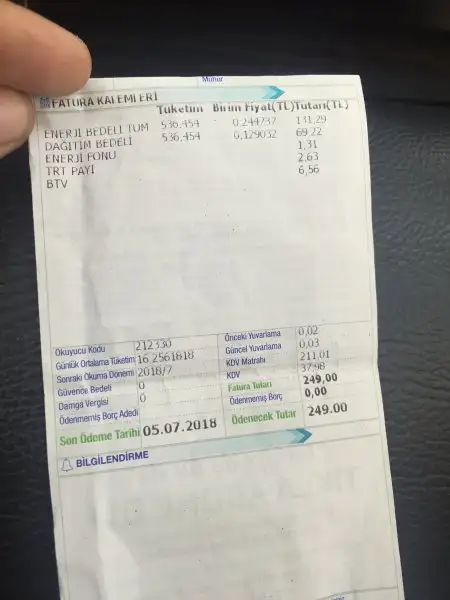 Mühür
FATURA KALEMLERİ
Tüketim Birim Fiyat(TL) Tutarı(TL)
ENERJİ BEDELİ TÜM 536,454 0,244737 131,29
DAĞITIM BEDELİ 536,454 0,129032 69,22
ENERJİ FONU 1,31
TRT PAYI 2,63
BTV 6,56
Okuyucu Kodu 212330
Günlük Ortalama Tüketim 16,2561818
Sonraki Okuma Dönemi 2018/7
Güvence Bedeli 0
Damga Vergisi 0
Ödenmemiş Borç Adedi
Son Ödeme Tarihi 05.07.2018
Önceki Yuvarlama 0,02
Güncel Yuvarlama 0,03
KDV Matrahı 211,01
KDV 37,98
Fatura Tutarı 249,00
Ödenmemiş Borç 0,00
Ödenecek Tutar 249.00
BİLGİLENDİRME